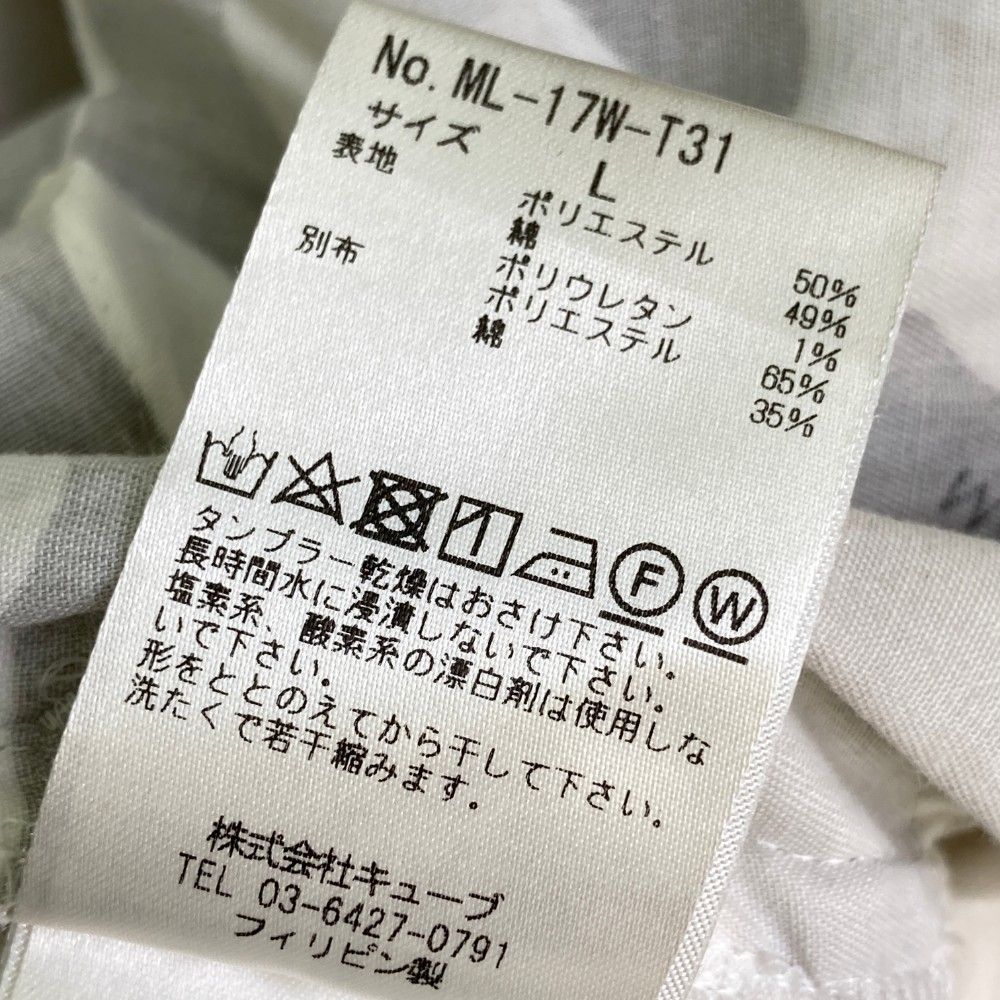 No. ML-17W-T31
サイズ L
表地 ポリエステル 50%
綿 49%
ポリウレタン 1%
別布 ポリエステル 65%
綿 35%
F W
タンブラー乾燥はおさけ下さい。
長時間水に浸漬しないで下さい。
塩素系、酸素系の漂白剤は使用しな
いで下さい。
形をととのえてから干して下さい。
洗たくで若干縮みます。
株式会社キューブ
TEL 03-6427-0791
フィリピン製